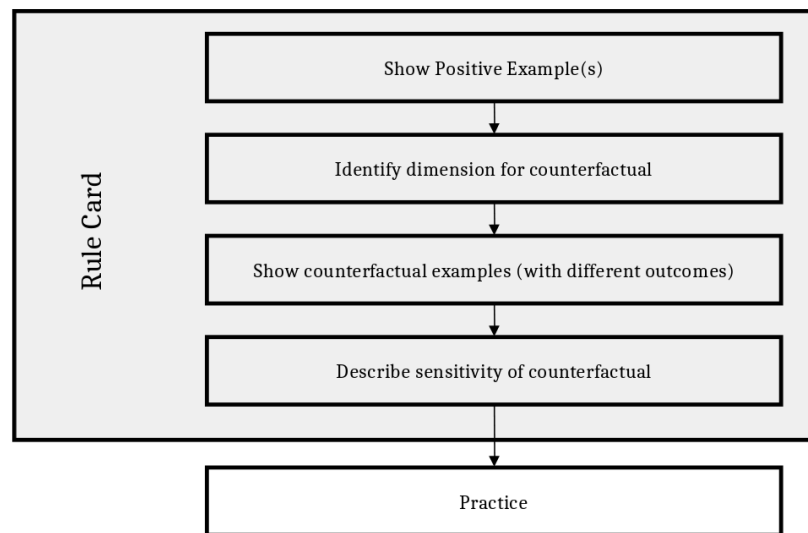 Rule Card
Show Positive Example(s)
Identify dimension for counterfactual
Show counterfactual examples (with different outcomes)
Describe sensitivity of counterfactual
Practice